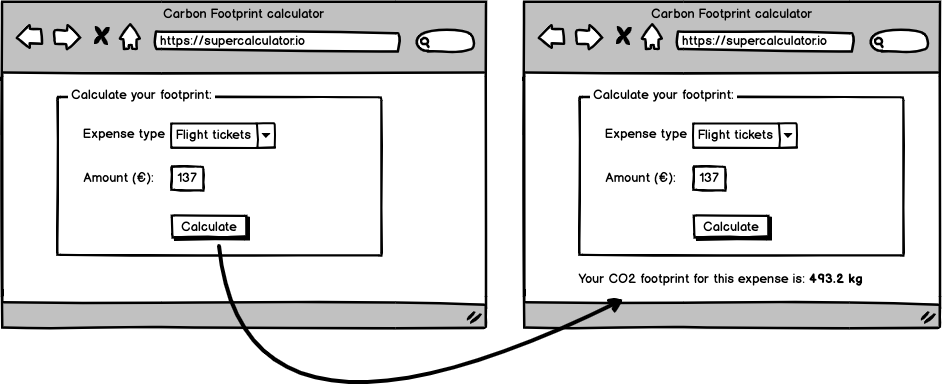 Carbon Footprint calculator
https://supercalculator.io
Calculate your footprint:
Expense type Flight tickets
Amount (€): 137
Calculate
Carbon Footprint calculator
https://supercalculator.io
Calculate your footprint:
Expense type Flight tickets
Amount (€): 137
Calculate
Your CO2 footprint for this expense is: 493.2 kg